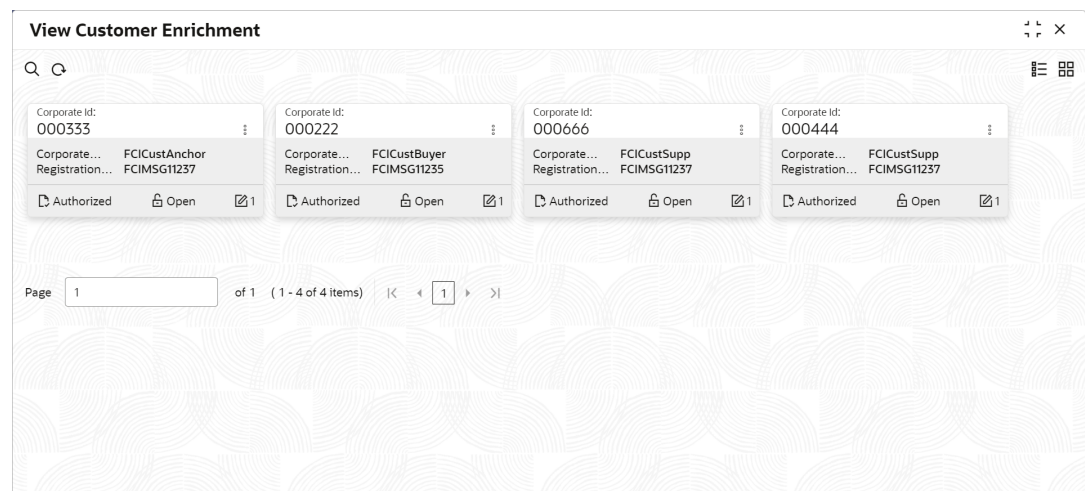 View Customer Enrichment
Corporate Id:
000333
Corporate... FCICustAnchor
Registration... FCIMSG11237
Authorized Open 1
Corporate Id:
000222
Corporate... FCICustBuyer
Registration... FCIMSG11235
Authorized Open 1
Corporate Id:
000666
Corporate... FCICustSupp
Registration... FCIMSG11237
Authorized Open 1
Corporate Id:
000444
Corporate... FCICustSupp
Registration... FCIMSG11237
Authorized Open 1
Page 1 of 1 ( 1 - 4 of 4 items) 1